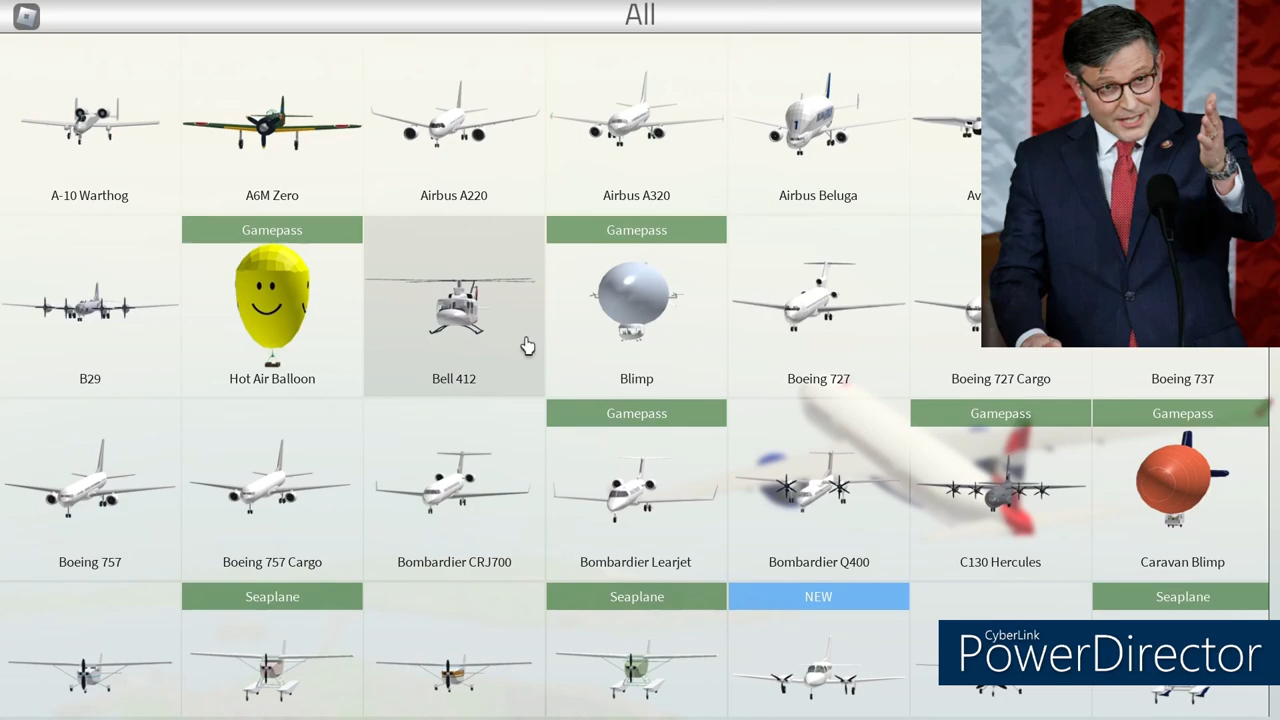 All
A-10 Warthog
A6M Zero
Airbus A220
Airbus A320
Airbus Beluga
Av
Gamepass
Gamepass
B29
Hot Air Balloon
Bell 412
Blimp
Boeing 727
Boeing 727 Cargo
Boeing 737
Gamepass
Gamepass
Gamepass
Boeing 757
Boeing 757 Cargo
Bombardier CRJ700
Bombardier Learjet
Bombardier Q400
C130 Hercules
Caravan Blimp
Seaplane
Seaplane
NEW
Seaplane
CyberLink
PowerDirector